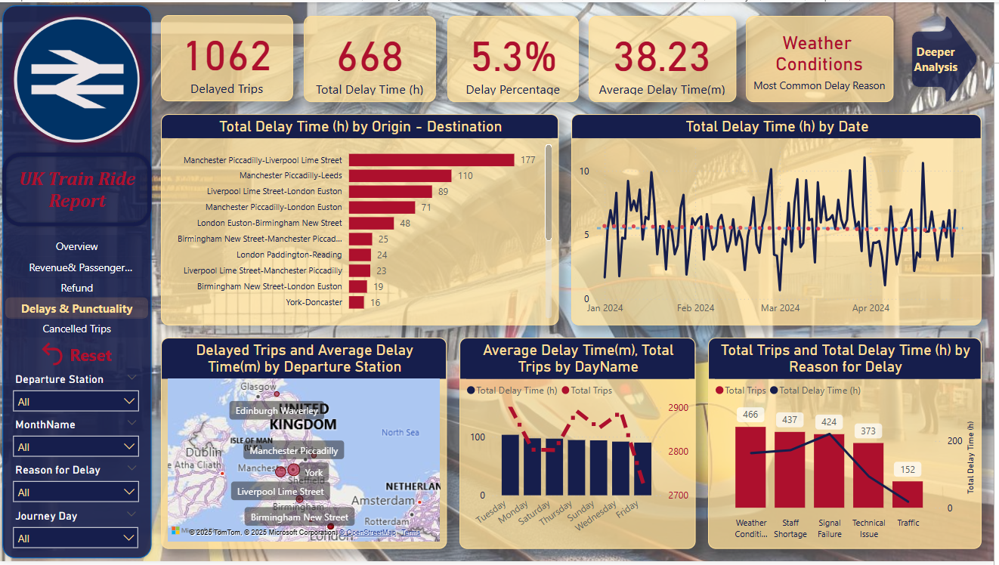 1062
Delayed Trips
668
Total Delay Time (h)
5.3%
Delay Percentage
38.23
Average Delay Time(m)
Weather
Conditions
Most Common Delay Reason
Deeper
Analysis
UK Train Ride
Report
Overview
Revenue& Passenger...
Refund
Delays & Punctuality
Cancelled Trips
Reset
Departure Station
All
MonthName
All
Reason for Delay
All
Journey Day
All
Total Delay Time (h) by Origin - Destination
Manchester Piccadilly-Liverpool Lime Street 177
Manchester Piccadilly-Leeds 110
Liverpool Lime Street-London Euston 89
Manchester Piccadilly-London Euston 71
London Euston-Birmingham New Street 48
Birmingham New Street-Manchester Piccad... 25
London Paddington-Reading 24
Liverpool Lime Street-Manchester Piccadilly 23
Birmingham New Street-London Euston 19
York-Doncaster 16
Total Delay Time (h) by Date
10
5
0
Jan 2024 Feb 2024 Mar 2024 Apr 2024
Delayed Trips and Average Delay
Time(m) by Departure Station
Glasgow
Edinburgh Waverley
UNITED
KINGDOM
North Sea
ISLE OF MAN
Manchester Piccadilly
Dublin
e Atha Cliath
York
Sheffield
Liverpool Lime Street
NETHERLAN
Birmingham
Amsterdam
Birmingham New Street
Rotterdam
London
© 2025 TomTom, © 2025 Microsoft Corporation, © OpenStreetMap Terms
Average Delay Time(m), Total
Trips by DayName
Total Delay Time (h) Total Trips
100
0
2900
2800
2700
Tuesday Monday Saturday Thursday Sunday Wednesday Friday
Total Trips and Total Delay Time (h) by
Reason for Delay
Total Trips Total Delay Time (h)
466 437 424 373 152
200
0
Total Delay Time (h)
Weather Staff Signal Technical Traffic
Conditi... Shortage Failure Issue